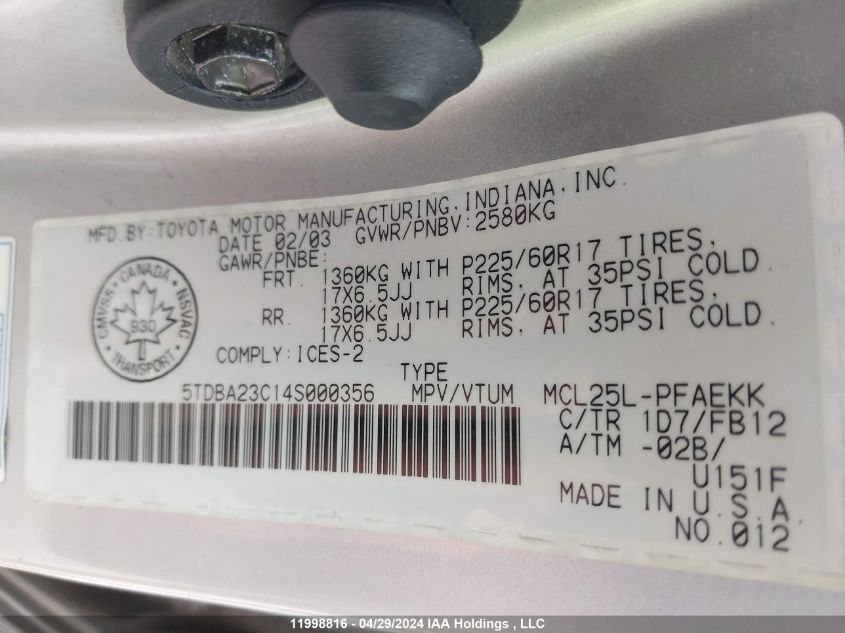 MFD.BY:TOYOTA MOTOR MANUFACTURING,INDIANA,INC.
DATE 02/03 GVWR/PNBV:2580KG
GAWR/PNBE:
FRT. 1360KG WITH P225/60R17 TIRES,
17X6.5JJ RIMS, AT 35PSI COLD.
RR. 1360KG WITH P225/60R17 TIRES,
17X6.5JJ RIMS, AT 35PSI COLD.
CANADA
CMVSS NSVAC
930
TRANSPORT
COMPLY:ICES-2
TYPE
5TDBA23C14S000356 MPV/VTUM MCL25L-PFAEKK
C/TR 1D7/FB12
A/TM -02B/
U151F
MADE IN U.S.A.
NO.012
11998816 - 04/29/2024 IAA Holdings , LLC